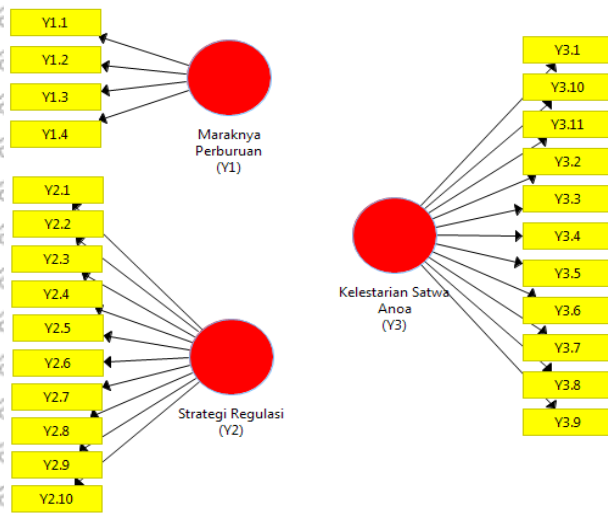 Y1.1
Y1.2
Y1.3
Y1.4
Maraknya
Perburuan
(Y1)
Y2.1
Y2.2
Y2.3
Y2.4
Y2.5
Y2.6
Y2.7
Y2.8
Y2.9
Y2.10
Strategi Regulasi
(Y2)
Kelestarian Satwa
Anoa
(Y3)
Y3.1
Y3.10
Y3.11
Y3.2
Y3.3
Y3.4
Y3.5
Y3.6
Y3.7
Y3.8
Y3.9